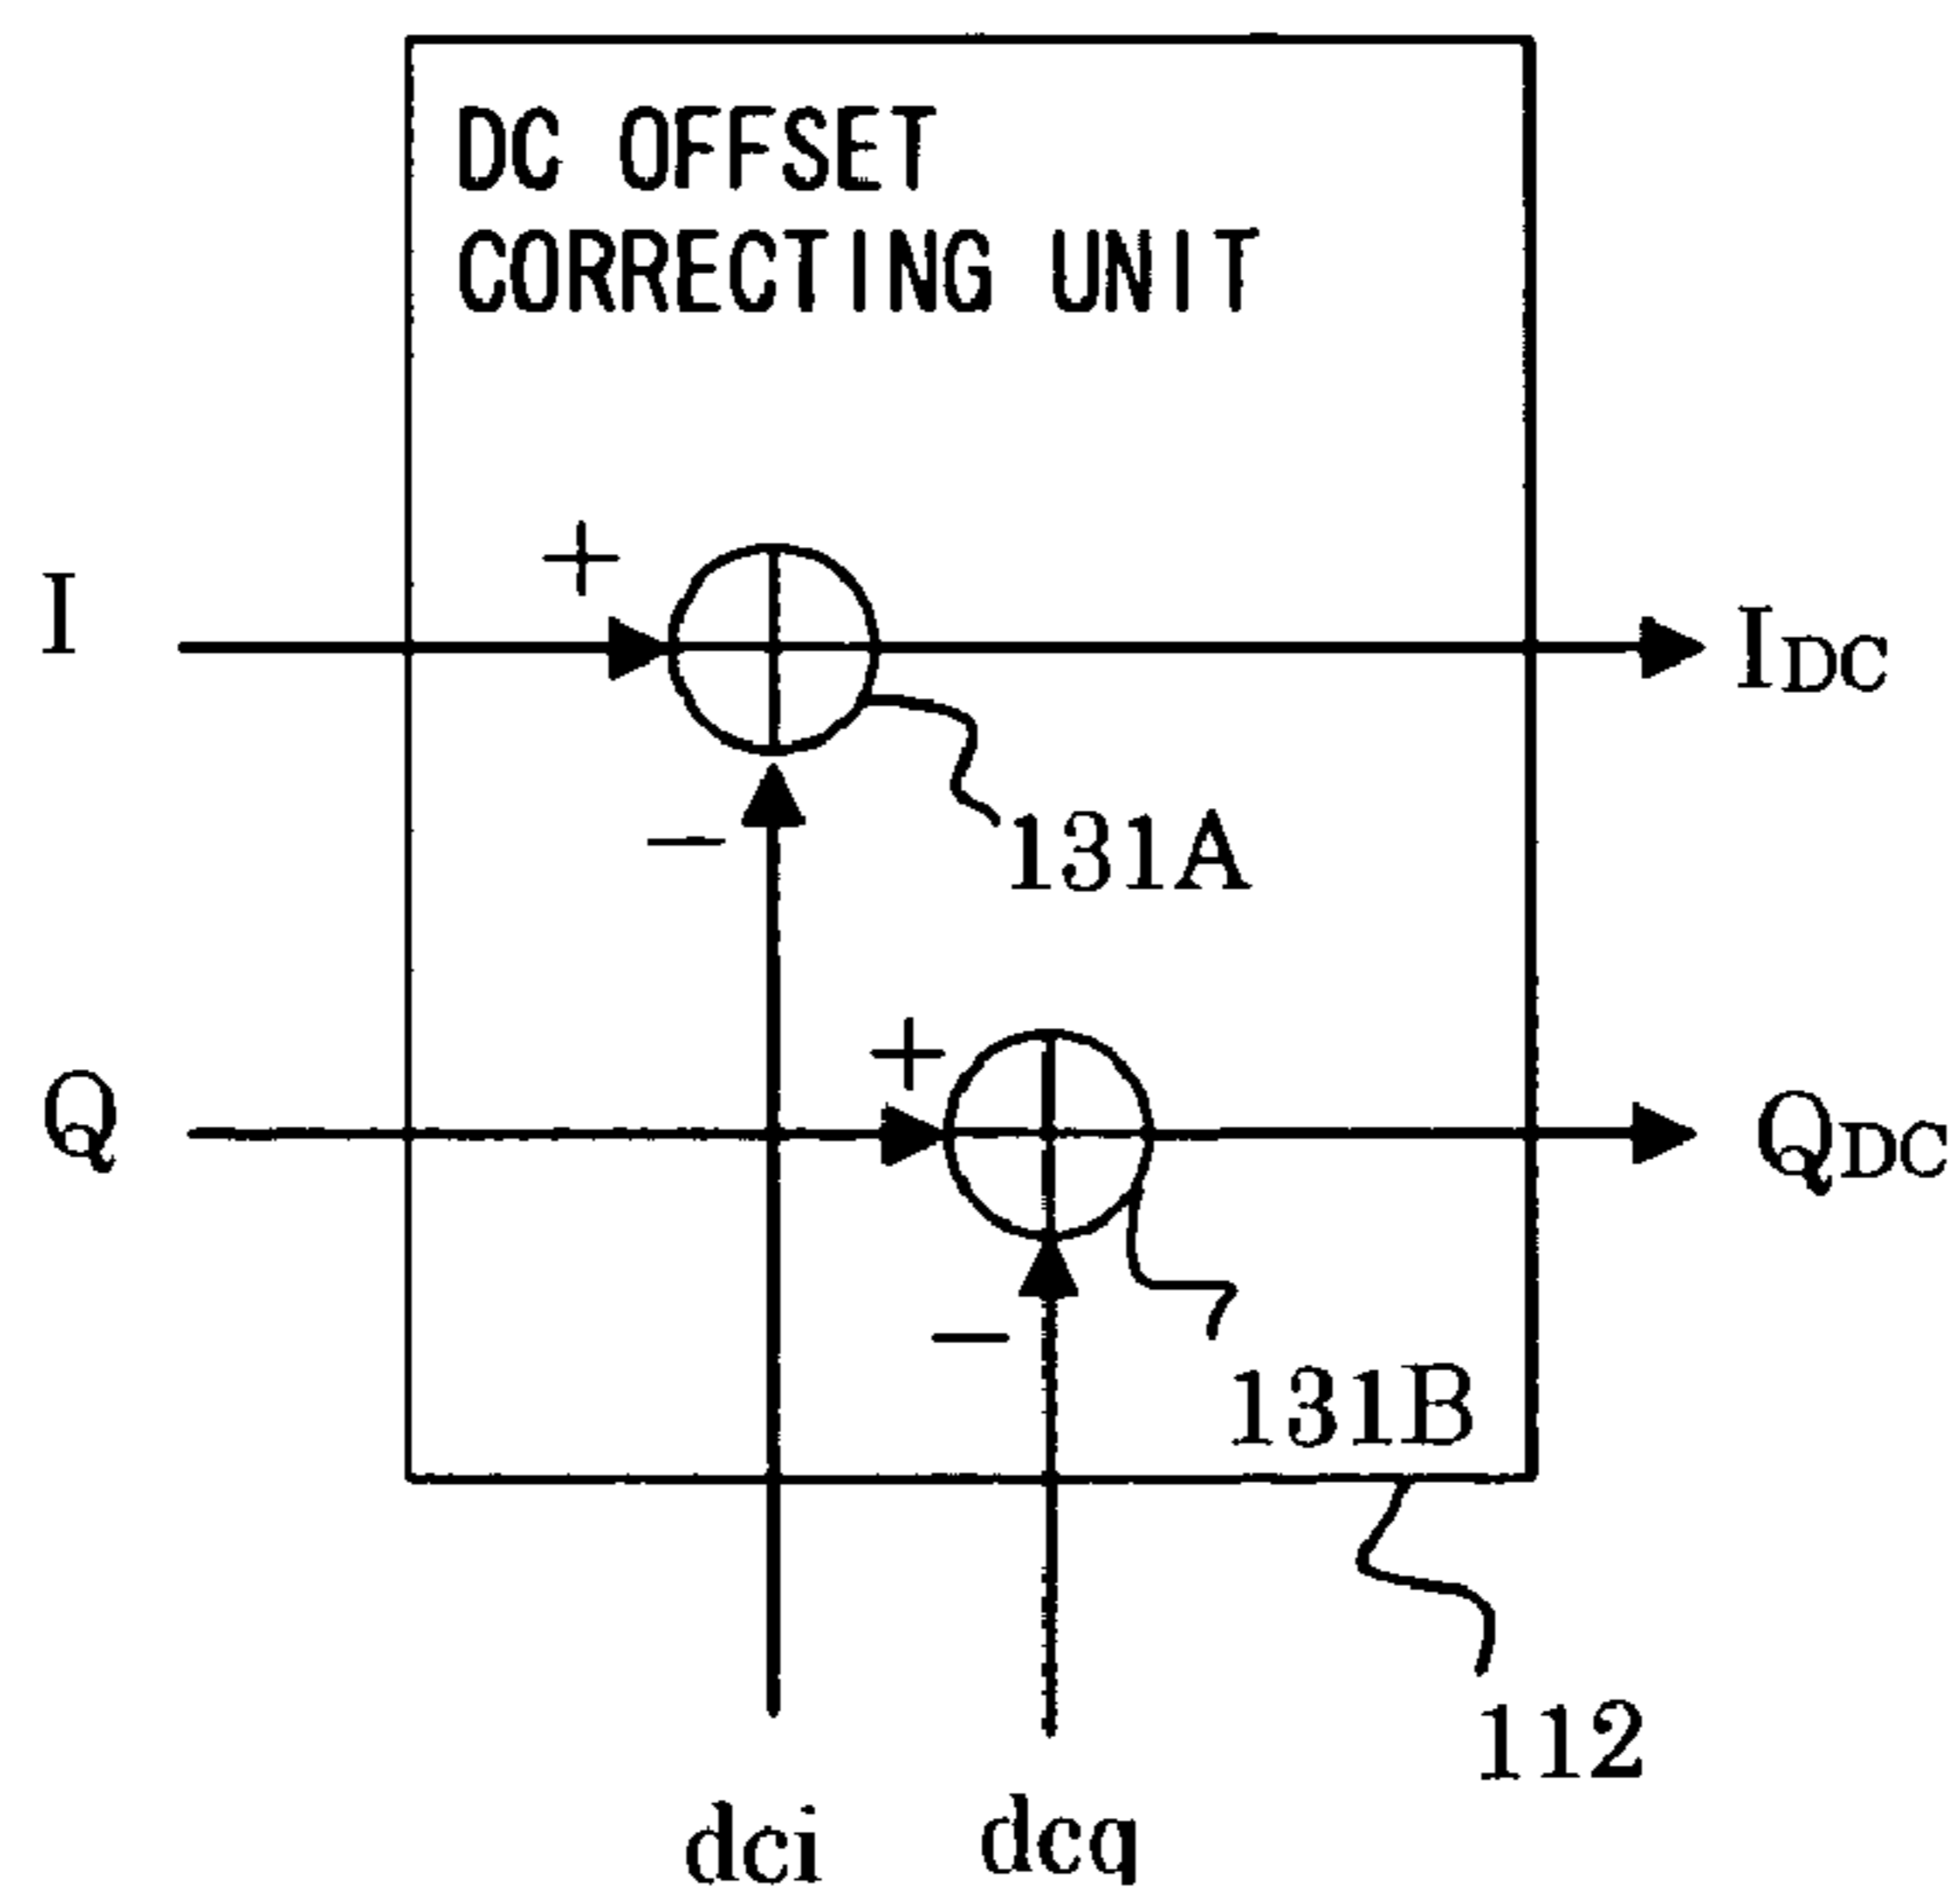 DC OFFSET
CORRECTING UNIT
+
I
IDC
131A
−
+
Q
QDC
−
131B
112
dci
dcq